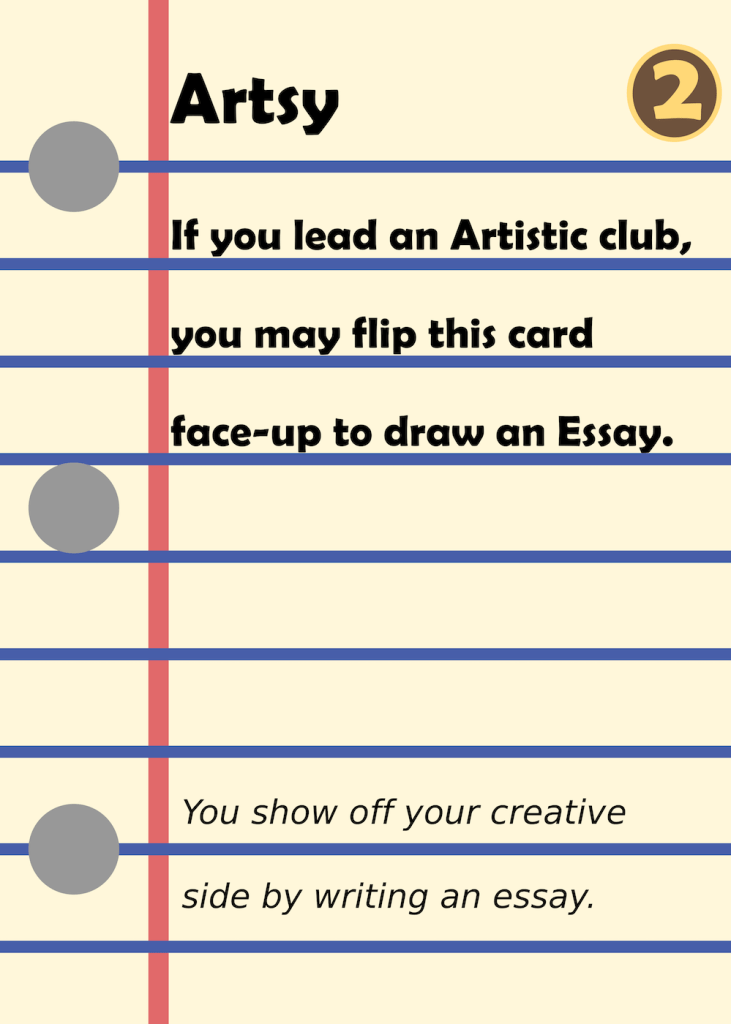 Artsy
2
If you lead an Artistic club,
you may flip this card
face-up to draw an Essay.
You show off your creative
side by writing an essay.